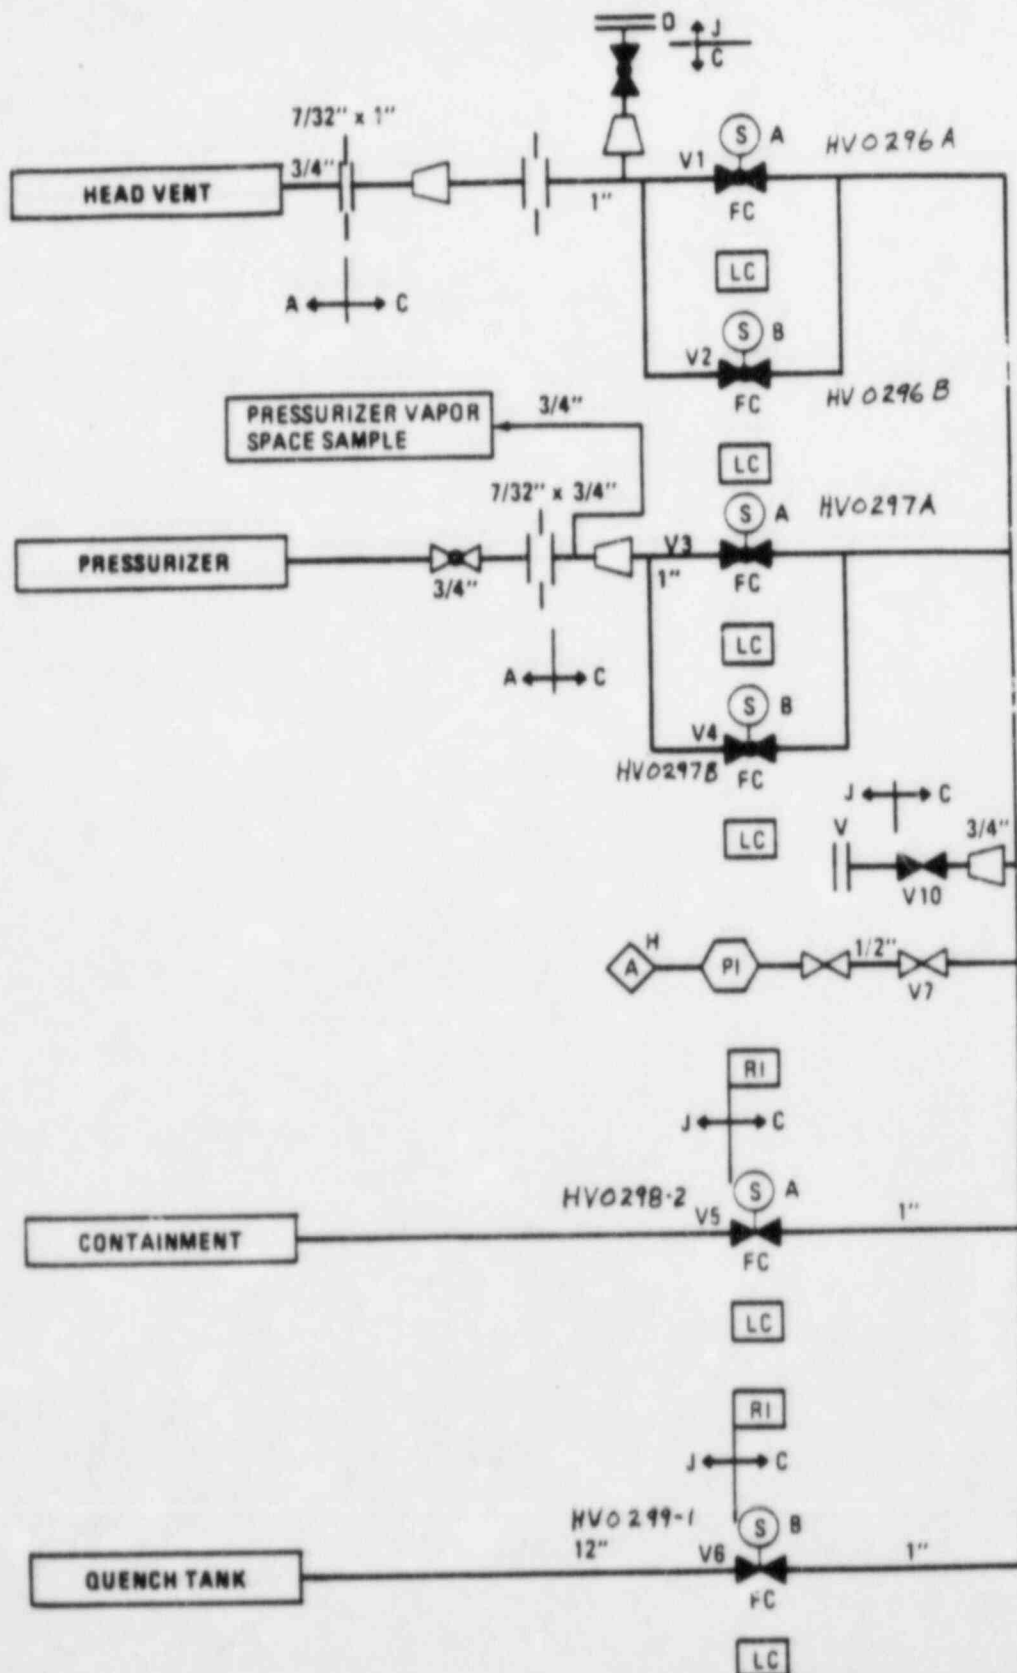 D
J
C
7/32" x 1"
3/4"
HEAD VENT
1"
V1
S
A
HV0296A
FC
LC
A
C
S
B
V2
FC
HV0296B
3/4"
PRESSURIZER VAPOR
SPACE SAMPLE
LC
7/32" x 3/4"
S
A
HV0297A
PRESSURIZER
3/4"
V3
1"
FC
LC
A
C
S
B
V4
HV0297B
FC
J
C
LC
V
3/4"
V10
A
H
PI
1/2"
V7
RI
J
C
HV0298-2
S
A
V5
1"
CONTAINMENT
FC
LC
RI
J
C
HV0299-1
S
B
12"
V6
1"
QUENCH TANK
FC
LC